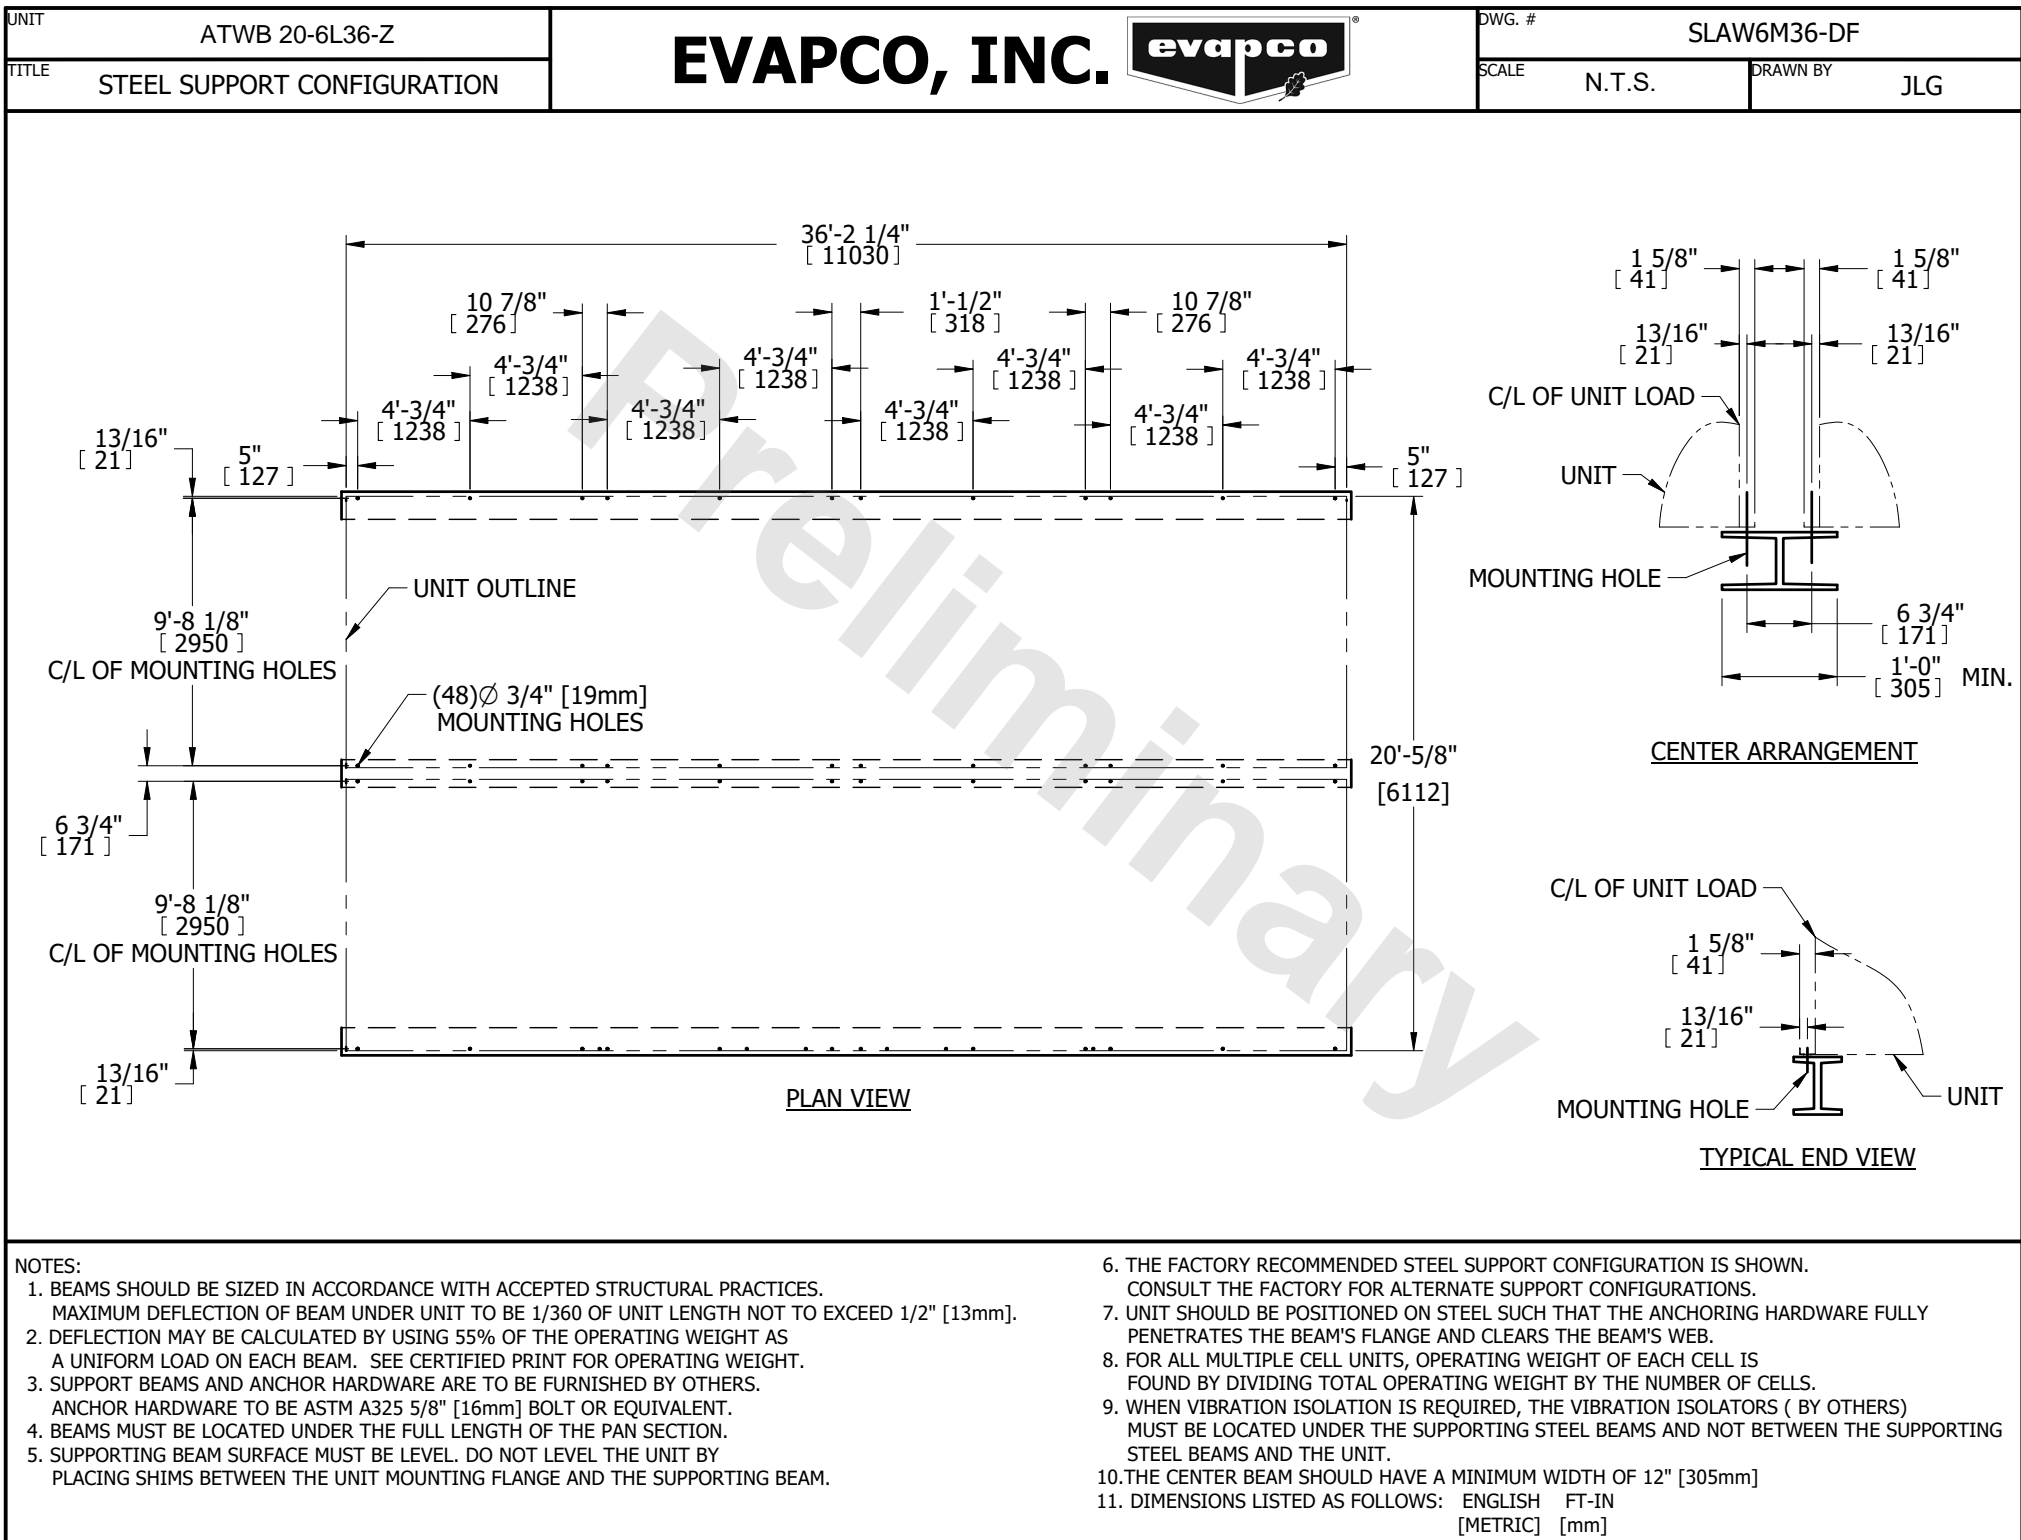 UNIT
ATWB 20-6L36-Z
TITLE
STEEL SUPPORT CONFIGURATION
EVAPCO, INC.
evapco
®
DWG. #
SLAW6M36-DF
SCALE
N.T.S.
DRAWN BY
JLG
36'-2 1/4"
[ 11030 ]
10 7/8"
[ 276 ]
1'-1/2"
[ 318 ]
10 7/8"
[ 276 ]
4'-3/4"
[ 1238 ]
4'-3/4"
[ 1238 ]
4'-3/4"
[ 1238 ]
4'-3/4"
[ 1238 ]
4'-3/4"
[ 1238 ]
4'-3/4"
[ 1238 ]
4'-3/4"
[ 1238 ]
4'-3/4"
[ 1238 ]
13/16"
[ 21 ]
5"
[ 127 ]
5"
[ 127 ]
UNIT OUTLINE
9'-8 1/8"
[ 2950 ]
C/L OF MOUNTING HOLES
(48)Ø 3/4" [19mm]
MOUNTING HOLES
20'-5/8"
[6112]
6 3/4"
[ 171 ]
9'-8 1/8"
[ 2950 ]
C/L OF MOUNTING HOLES
13/16"
[ 21 ]
PLAN VIEW
Preliminary
1 5/8"
[ 41 ]
1 5/8"
[ 41 ]
13/16"
[ 21 ]
13/16"
[ 21 ]
C/L OF UNIT LOAD
UNIT
MOUNTING HOLE
6 3/4"
[ 171 ]
1'-0"
[ 305 ] MIN.
CENTER ARRANGEMENT
C/L OF UNIT LOAD
1 5/8"
[ 41 ]
13/16"
[ 21 ]
MOUNTING HOLE
UNIT
TYPICAL END VIEW
NOTES:
1. BEAMS SHOULD BE SIZED IN ACCORDANCE WITH ACCEPTED STRUCTURAL PRACTICES.
MAXIMUM DEFLECTION OF BEAM UNDER UNIT TO BE 1/360 OF UNIT LENGTH NOT TO EXCEED 1/2" [13mm].
2. DEFLECTION MAY BE CALCULATED BY USING 55% OF THE OPERATING WEIGHT AS
A UNIFORM LOAD ON EACH BEAM. SEE CERTIFIED PRINT FOR OPERATING WEIGHT.
3. SUPPORT BEAMS AND ANCHOR HARDWARE ARE TO BE FURNISHED BY OTHERS.
ANCHOR HARDWARE TO BE ASTM A325 5/8" [16mm] BOLT OR EQUIVALENT.
4. BEAMS MUST BE LOCATED UNDER THE FULL LENGTH OF THE PAN SECTION.
5. SUPPORTING BEAM SURFACE MUST BE LEVEL. DO NOT LEVEL THE UNIT BY
PLACING SHIMS BETWEEN THE UNIT MOUNTING FLANGE AND THE SUPPORTING BEAM.
6. THE FACTORY RECOMMENDED STEEL SUPPORT CONFIGURATION IS SHOWN.
CONSULT THE FACTORY FOR ALTERNATE SUPPORT CONFIGURATIONS.
7. UNIT SHOULD BE POSITIONED ON STEEL SUCH THAT THE ANCHORING HARDWARE FULLY
PENETRATES THE BEAM'S FLANGE AND CLEARS THE BEAM'S WEB.
8. FOR ALL MULTIPLE CELL UNITS, OPERATING WEIGHT OF EACH CELL IS
FOUND BY DIVIDING TOTAL OPERATING WEIGHT BY THE NUMBER OF CELLS.
9. WHEN VIBRATION ISOLATION IS REQUIRED, THE VIBRATION ISOLATORS ( BY OTHERS)
MUST BE LOCATED UNDER THE SUPPORTING STEEL BEAMS AND NOT BETWEEN THE SUPPORTING
STEEL BEAMS AND THE UNIT.
10.THE CENTER BEAM SHOULD HAVE A MINIMUM WIDTH OF 12" [305mm]
11. DIMENSIONS LISTED AS FOLLOWS: ENGLISH FT-IN
[METRIC] [mm]